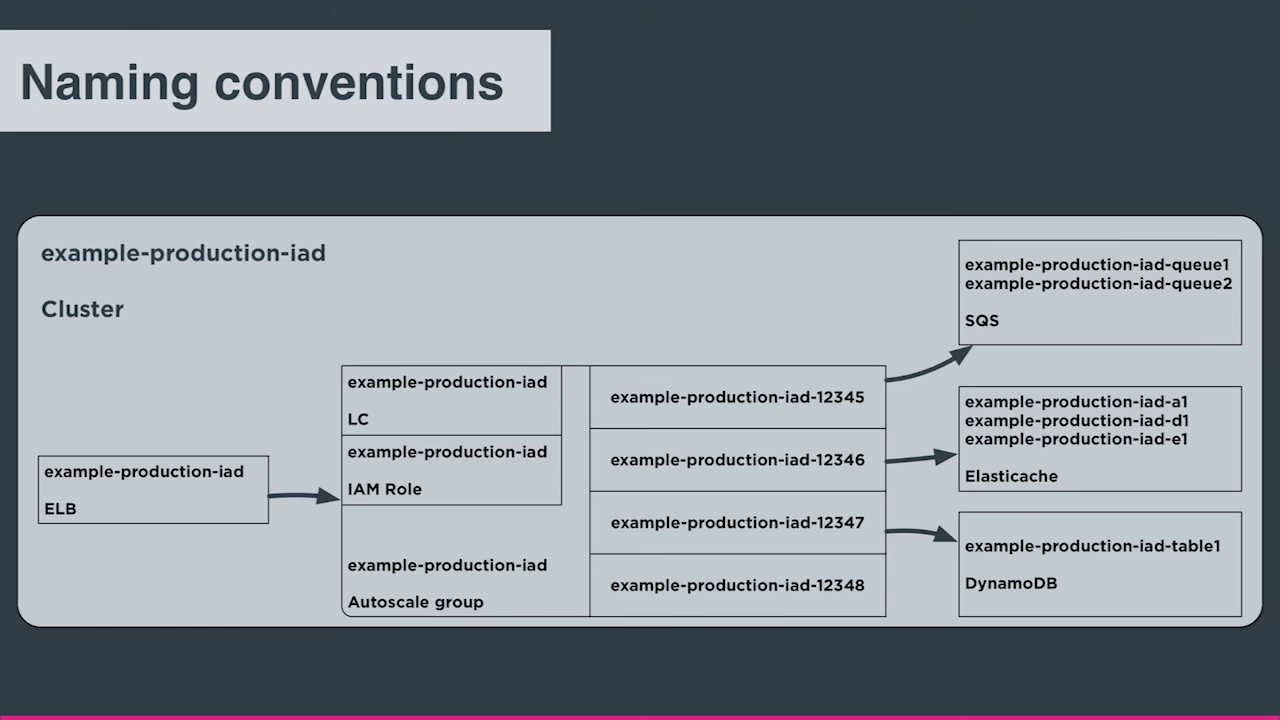 Naming conventions
example-production-iad
Cluster
example-production-iad
ELB
example-production-iad
LC
example-production-iad
IAM Role
example-production-iad
Autoscale group
example-production-iad-12345
example-production-iad-12346
example-production-iad-12347
example-production-iad-12348
example-production-iad-queue1
example-production-iad-queue2
SQS
example-production-iad-a1
example-production-iad-d1
example-production-iad-e1
Elasticache
example-production-iad-table1
DynamoDB